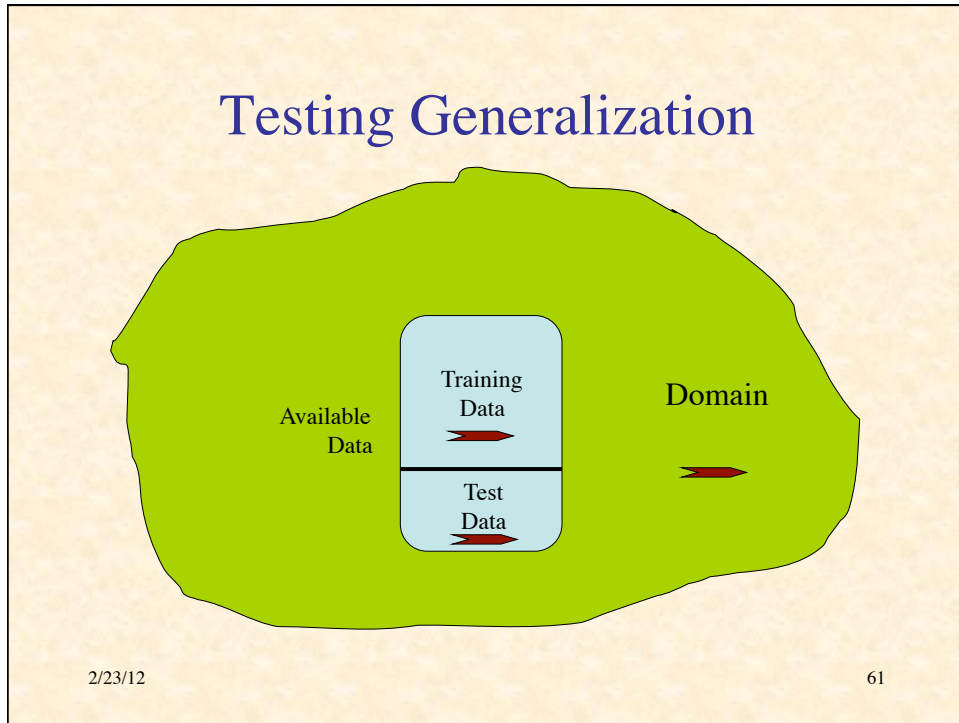 Testing Generalization
Available
Data
Training
Data
Test
Data
Domain
2/23/12
61